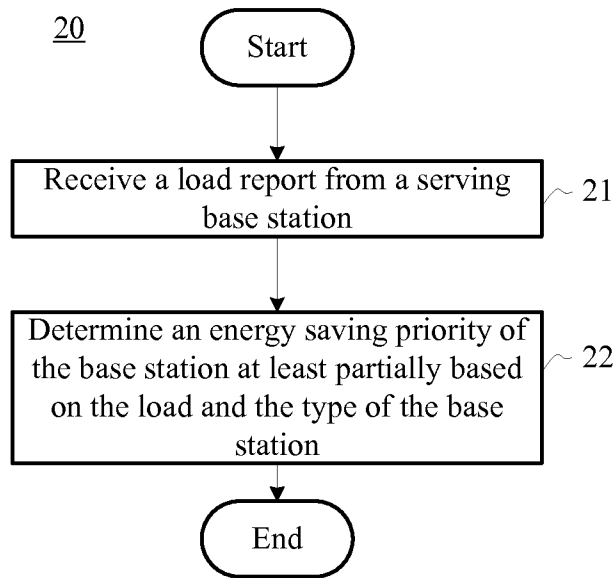 20
Start
Receive a load report from a serving
base station
21
Determine an energy saving priority of
the base station at least partially based
on the load and the type of the base
station
22
End